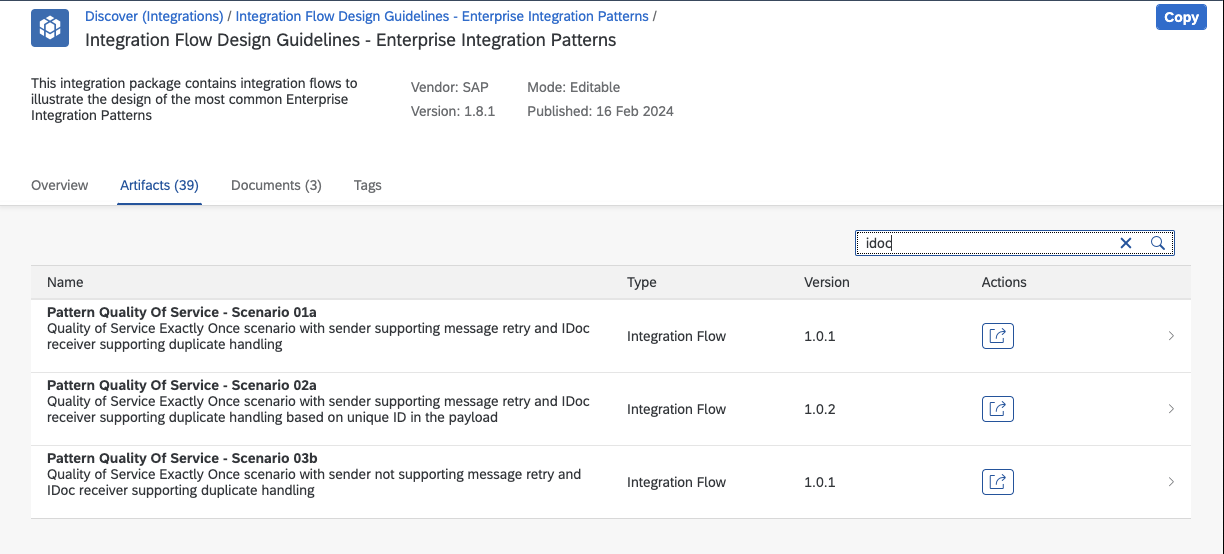 Discover (Integrations) / Integration Flow Design Guidelines - Enterprise Integration Patterns /
Copy
Integration Flow Design Guidelines - Enterprise Integration Patterns
This integration package contains integration flows to
illustrate the design of the most common Enterprise
Integration Patterns
Vendor: SAP
Mode: Editable
Version: 1.8.1
Published: 16 Feb 2024
Overview
Artifacts (39)
Documents (3)
Tags
idoc
Name
Type
Version
Actions
Pattern Quality Of Service - Scenario 01a
Quality of Service Exactly Once scenario with sender supporting message retry and IDoc
receiver supporting duplicate handling
Integration Flow
1.0.1
Pattern Quality Of Service - Scenario 02a
Quality of Service Exactly Once scenario with sender supporting message retry and IDoc
receiver supporting duplicate handling based on unique ID in the payload
Integration Flow
1.0.2
Pattern Quality Of Service - Scenario 03b
Quality of Service Exactly Once scenario with sender not supporting message retry and
IDoc receiver supporting duplicate handling
Integration Flow
1.0.1